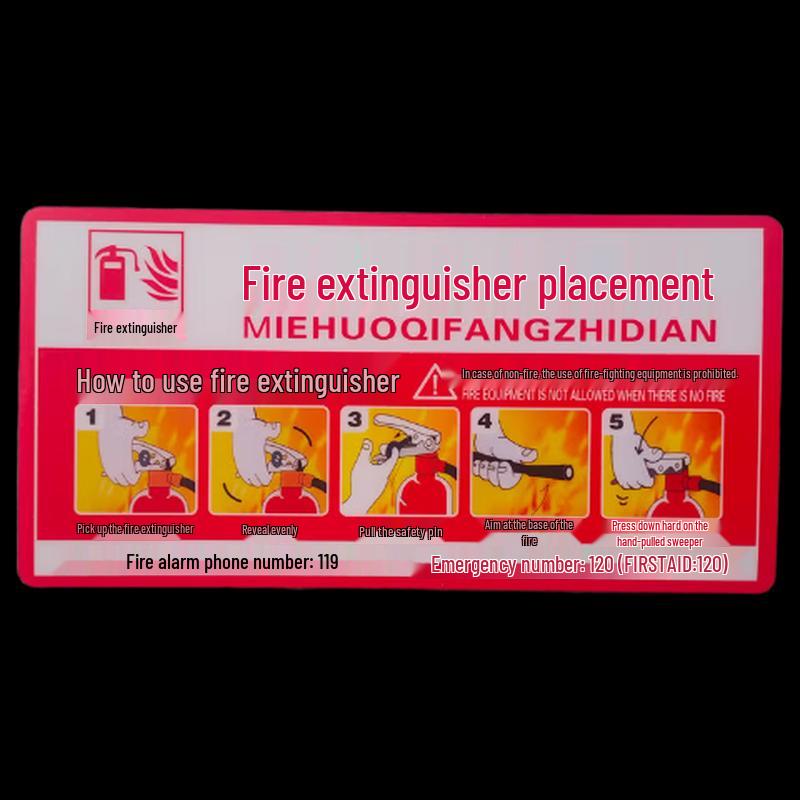 Fire extinguisher placement
MIEHUOQIFANGZHIDIAN
Fire extinguisher
How to use fire extinguisher
In case of non-fire, the use of fire-fighting equipment is prohibited.
FIRE EQUIPMENT IS NOT ALLOWED WHEN THERE IS NO FIRE
1
2
3
4
5
Pick up the fire extinguisher
Reveal evenly
Pull the safety pin
Aim at the base of the
fire
Press down hard on the
hand-pulled sweeper
Fire alarm phone number: 119
Emergency number: 120 (FIRSTAID:120)